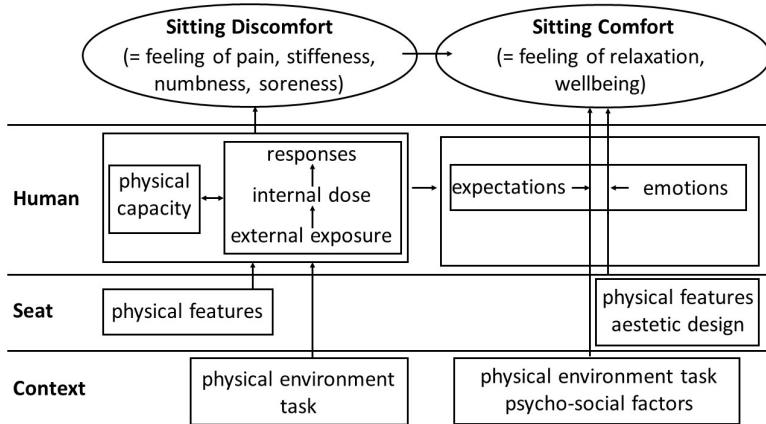 Sitting Discomfort
(= feeling of pain, stiffeness,
numbness, soreness)
Sitting Comfort
(= feeling of relaxation,
wellbeing)
Human
physical
capacity
responses
internal dose
external exposure
expectations
emotions
Seat
physical features
physical features
aestetic design
Context
physical environment
task
physical environment task
psycho-social factors